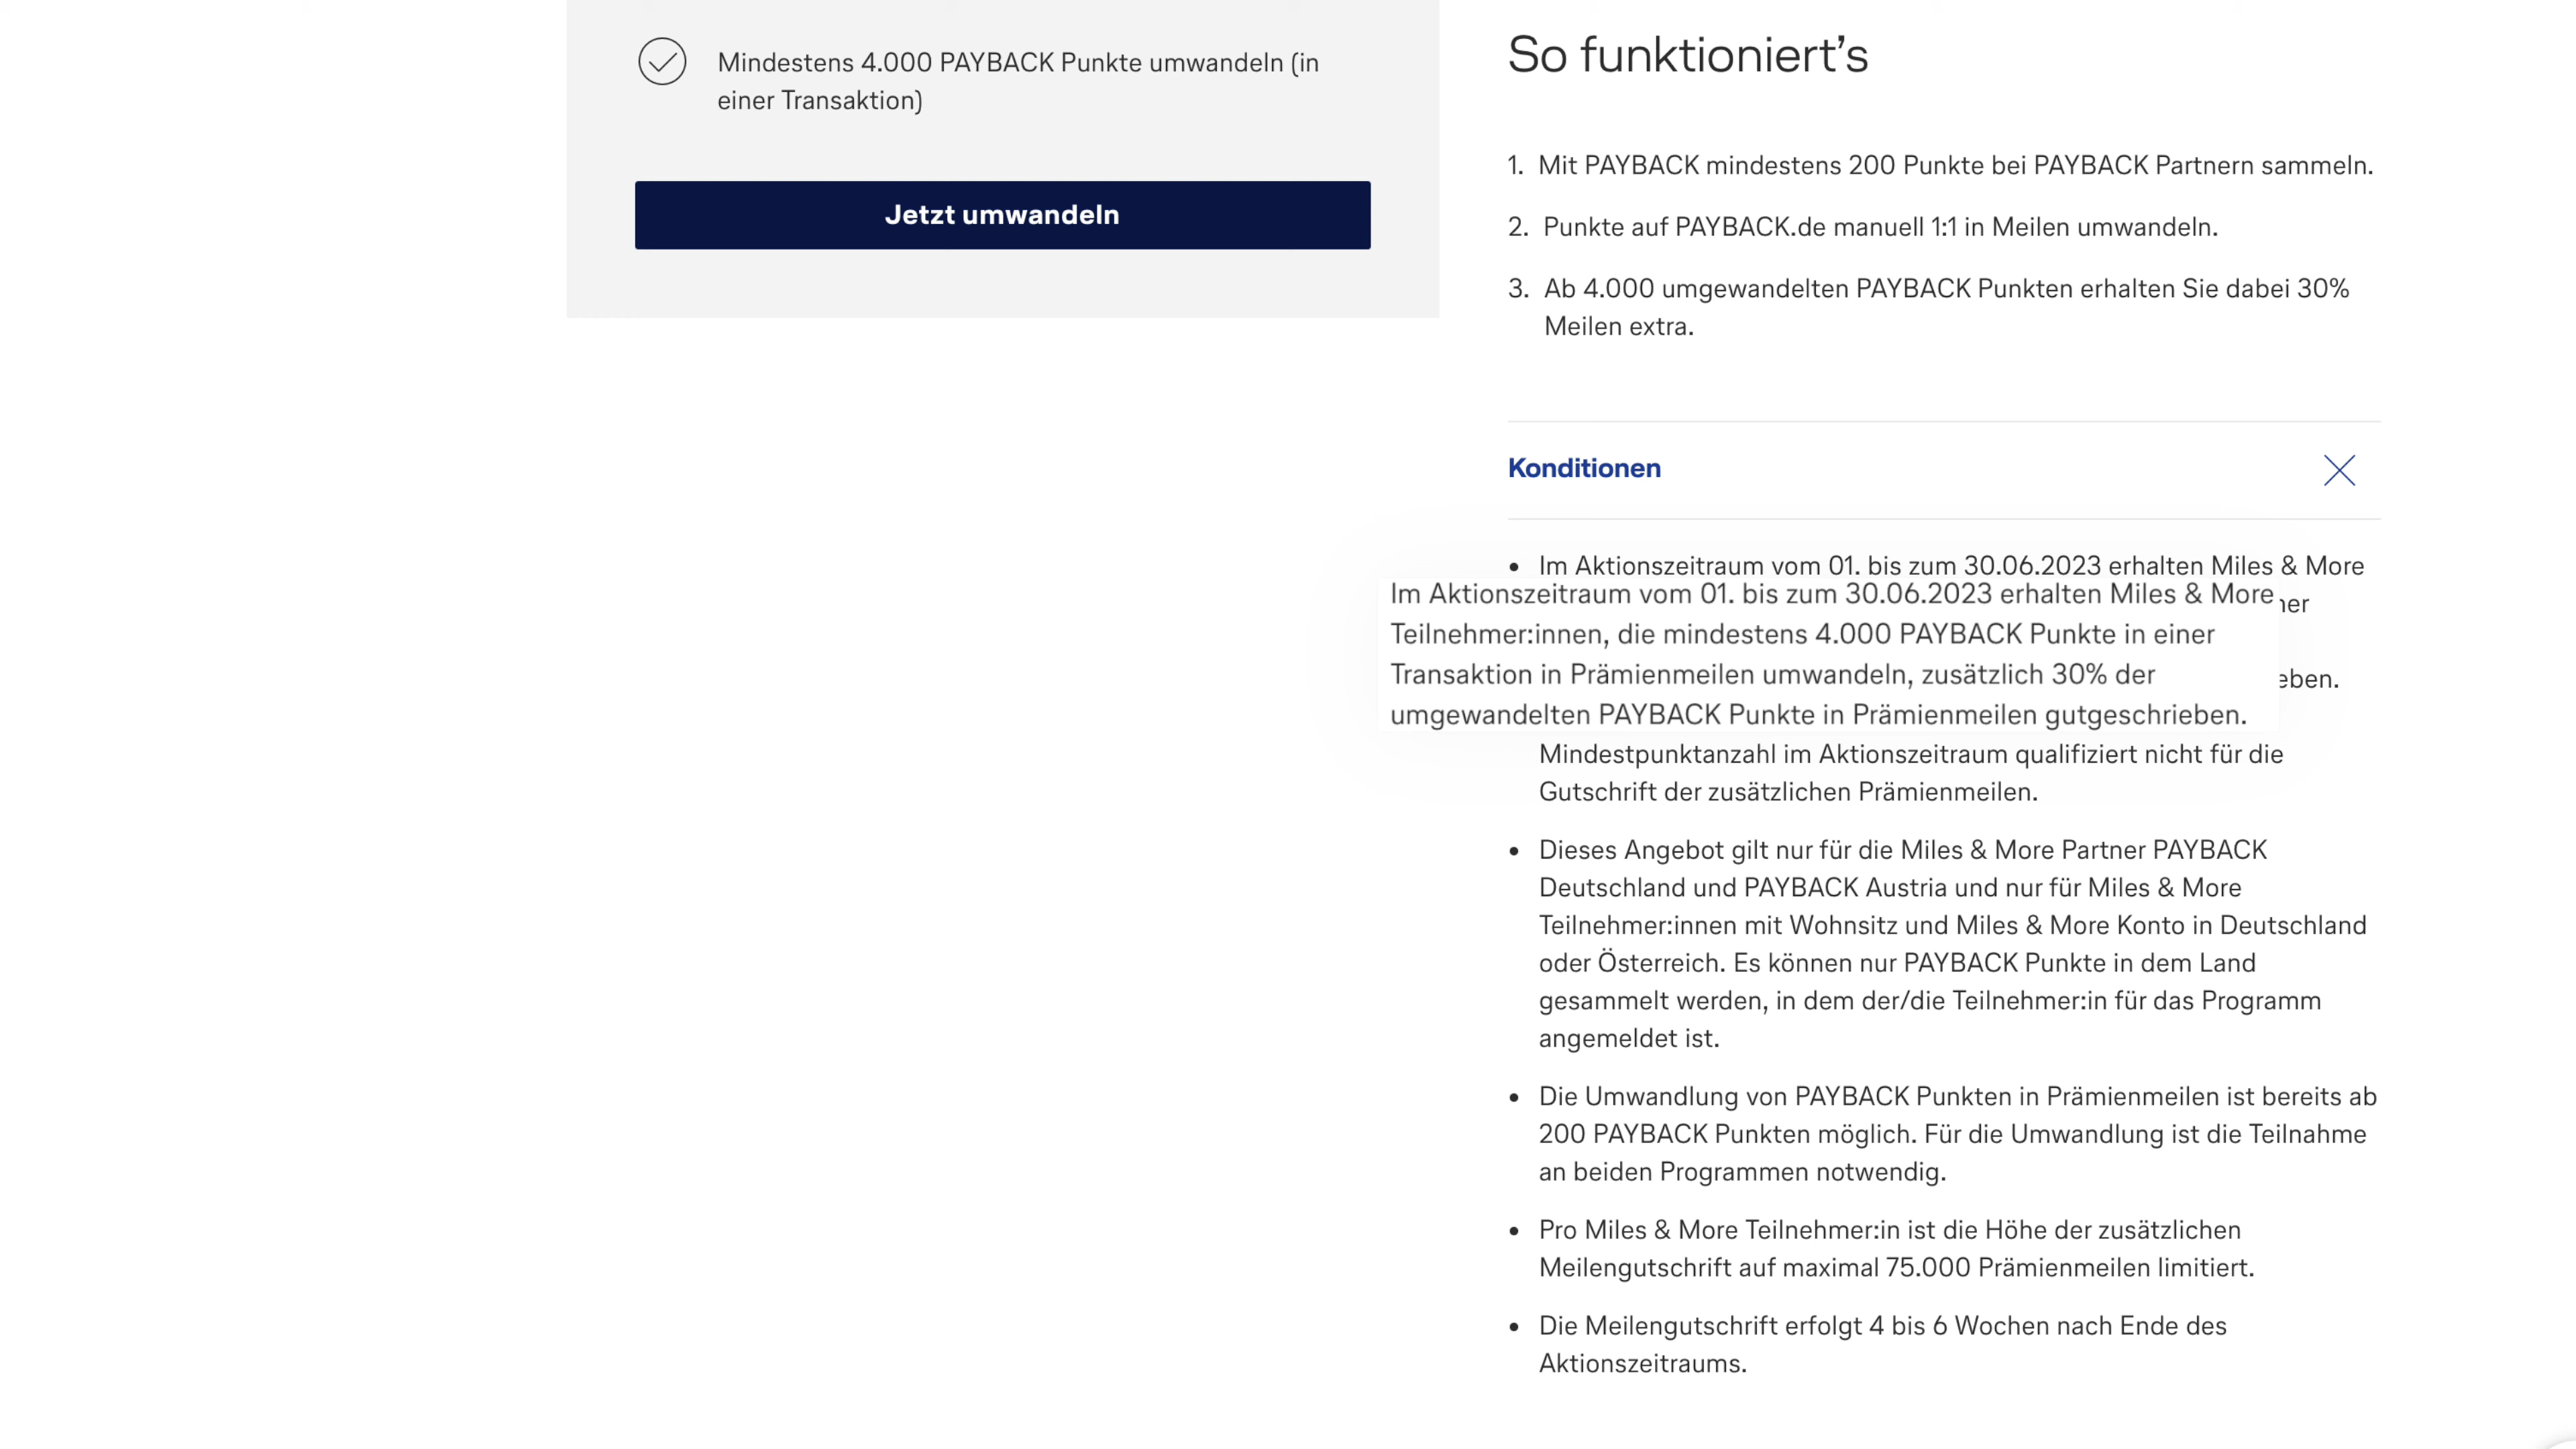 Mindestens 4.000 PAYBACK Punkte umwandeln (in
einer Transaktion)
Jetzt umwandeln
So funktioniert’s
1. Mit PAYBACK mindestens 200 Punkte bei PAYBACK Partnern sammeln.
2. Punkte auf PAYBACK.de manuell 1:1 in Meilen umwandeln.
3. Ab 4.000 umgewandelten PAYBACK Punkten erhalten Sie dabei 30%
Meilen extra.
Konditionen
• Im Aktionszeitraum vom 01. bis zum 30.06.2023 erhalten Miles & More
Im Aktionszeitraum vom 01. bis zum 30.06.2023 erhalten Miles & More
Teilnehmer:innen, die mindestens 4.000 PAYBACK Punkte in einer
Transaktion in Prämienmeilen umwandeln, zusätzlich 30% der
umgewandelten PAYBACK Punkte in Prämienmeilen gutgeschrieben.
Mindestpunktanzahl im Aktionszeitraum qualifiziert nicht für die
Gutschrift der zusätzlichen Prämienmeilen.
• Dieses Angebot gilt nur für die Miles & More Partner PAYBACK
Deutschland und PAYBACK Austria und nur für Miles & More
Teilnehmer:innen mit Wohnsitz und Miles & More Konto in Deutschland
oder Österreich. Es können nur PAYBACK Punkte in dem Land
gesammelt werden, in dem der/die Teilnehmer:in für das Programm
angemeldet ist.
• Die Umwandlung von PAYBACK Punkten in Prämienmeilen ist bereits ab
200 PAYBACK Punkten möglich. Für die Umwandlung ist die Teilnahme
an beiden Programmen notwendig.
• Pro Miles & More Teilnehmer:in ist die Höhe der zusätzlichen
Meilengutschrift auf maximal 75.000 Prämienmeilen limitiert.
• Die Meilengutschrift erfolgt 4 bis 6 Wochen nach Ende des
Aktionszeitraums.